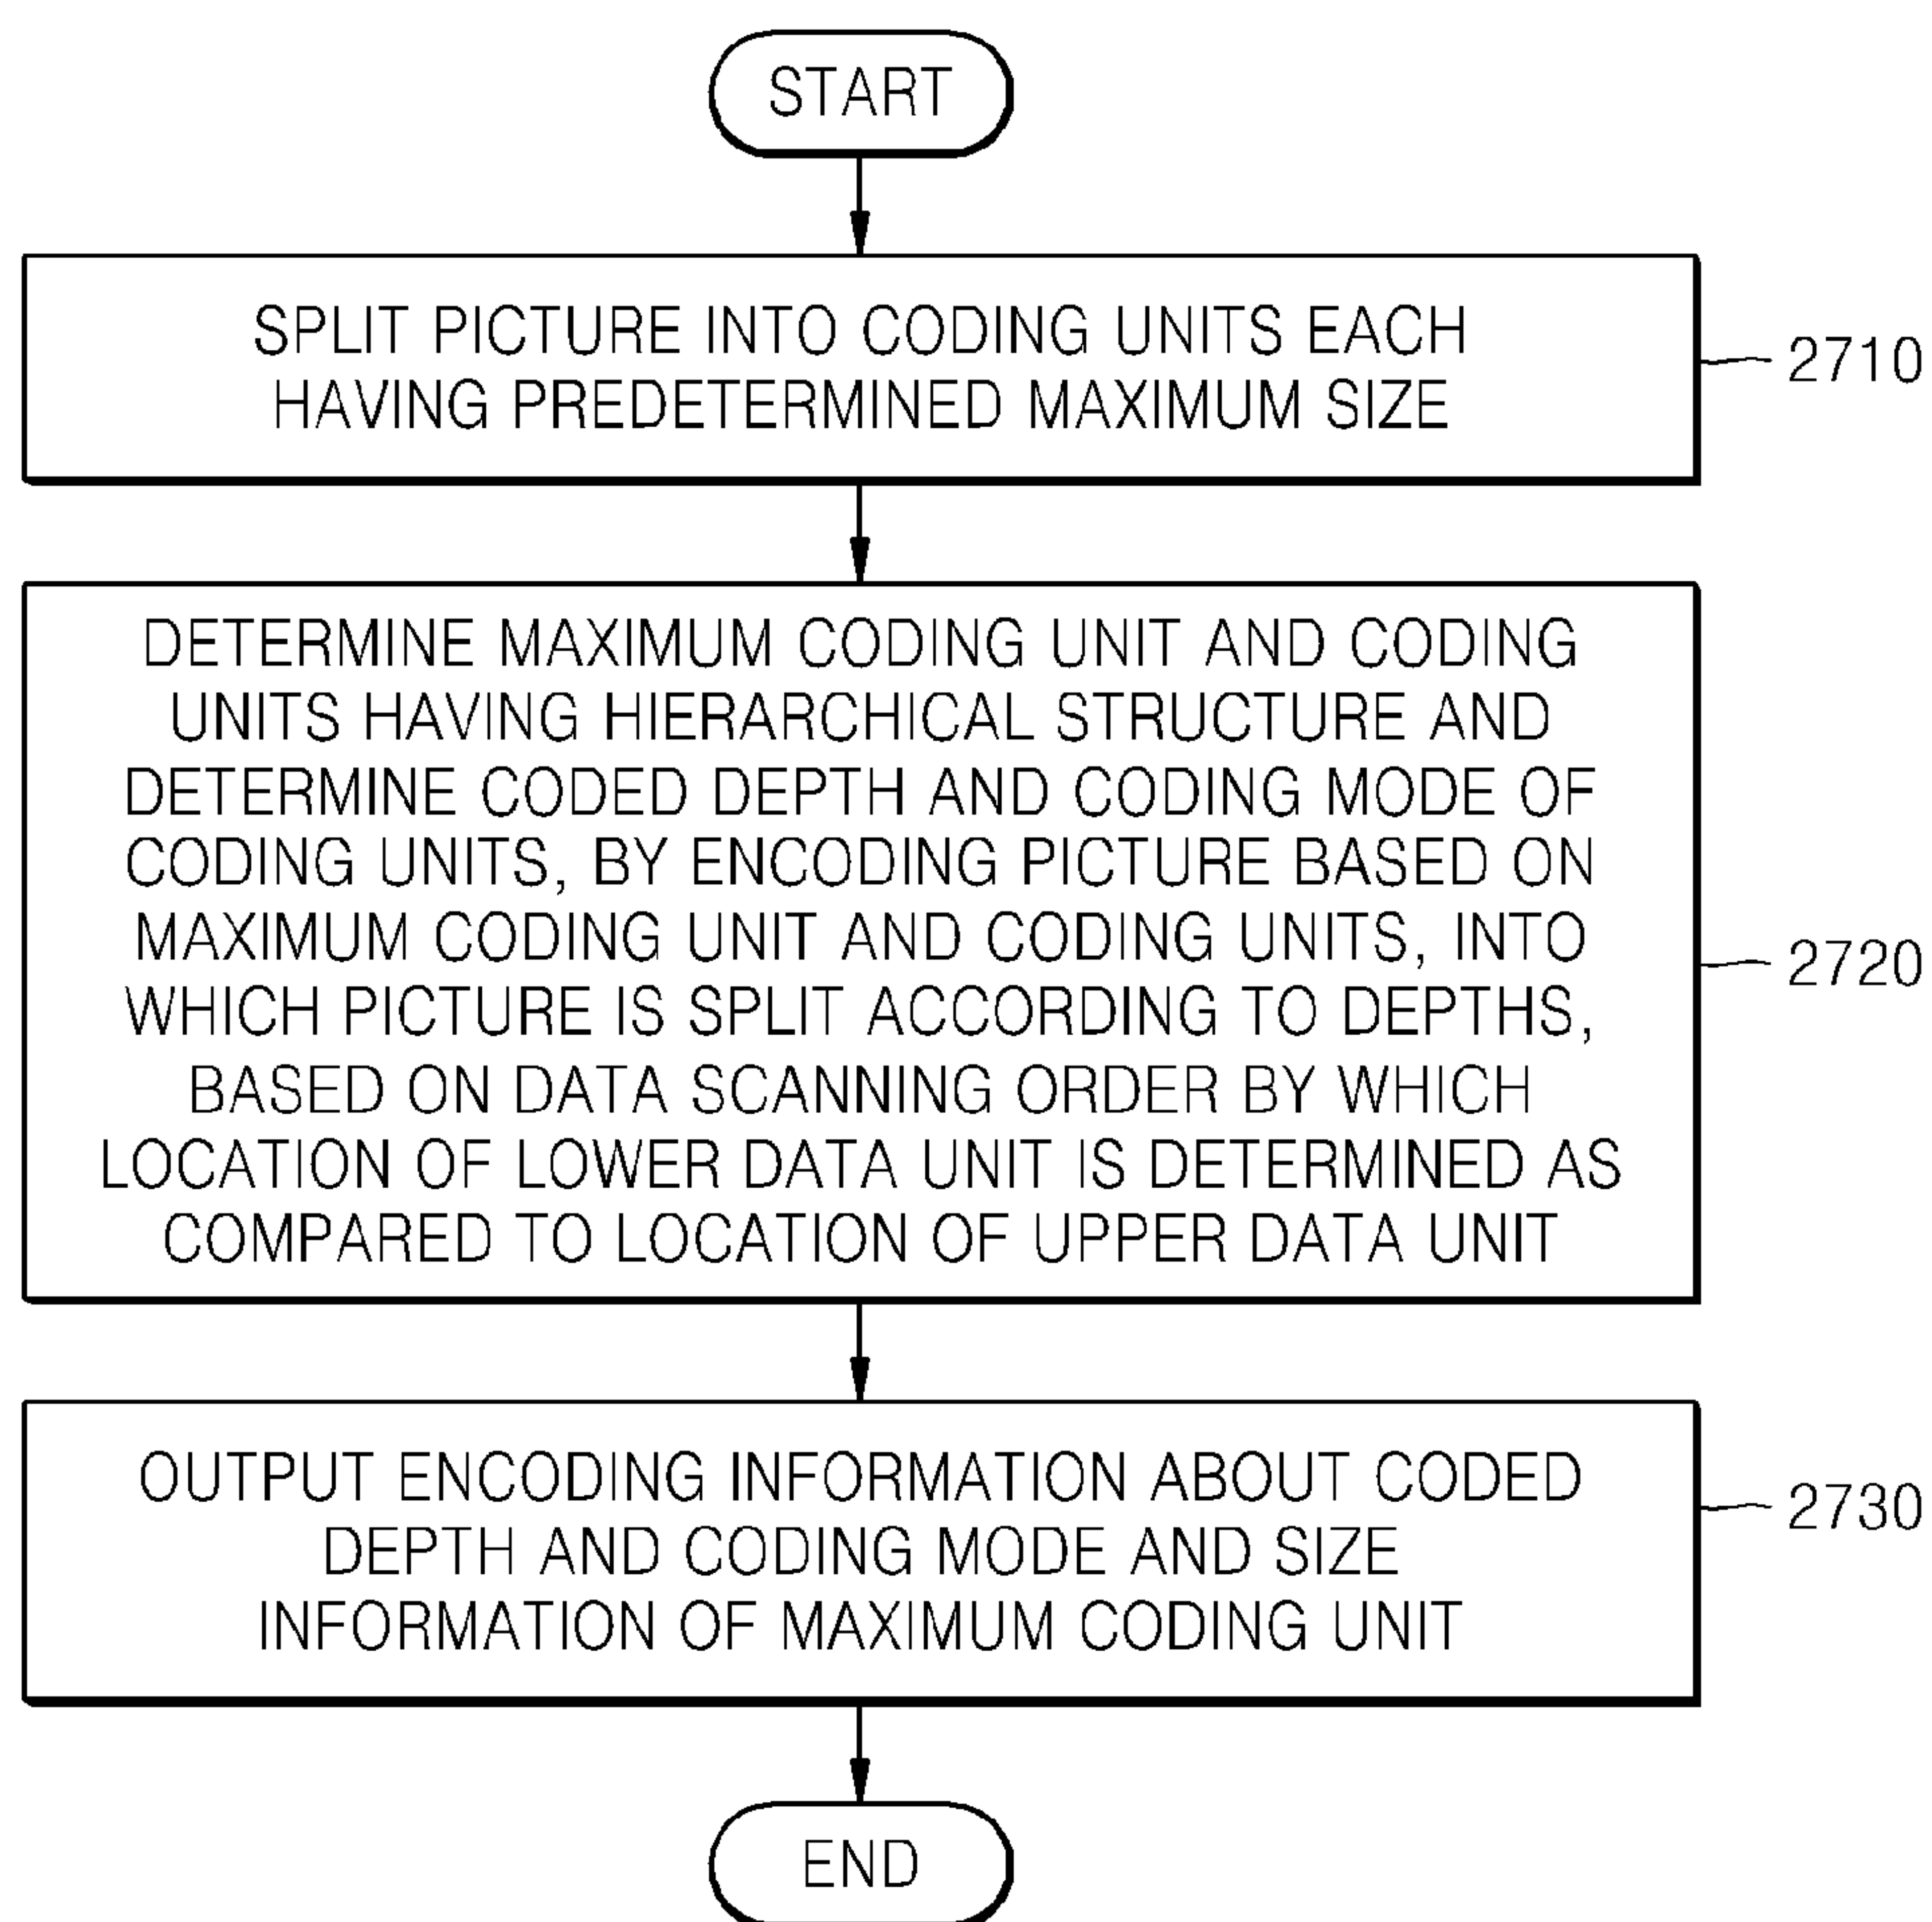 START
SPLIT PICTURE INTO CODING UNITS EACH
HAVING PREDETERMINED MAXIMUM SIZE
2710
DETERMINE MAXIMUM CODING UNIT AND CODING
UNITS HAVING HIERARCHICAL STRUCTURE AND
DETERMINE CODED DEPTH AND CODING MODE OF
CODING UNITS, BY ENCODING PICTURE BASED ON
MAXIMUM CODING UNIT AND CODING UNITS, INTO
WHICH PICTURE IS SPLIT ACCORDING TO DEPTHS,
BASED ON DATA SCANNING ORDER BY WHICH
LOCATION OF LOWER DATA UNIT IS DETERMINED AS
COMPARED TO LOCATION OF UPPER DATA UNIT
2720
OUTPUT ENCODING INFORMATION ABOUT CODED
DEPTH AND CODING MODE AND SIZE
INFORMATION OF MAXIMUM CODING UNIT
2730
END